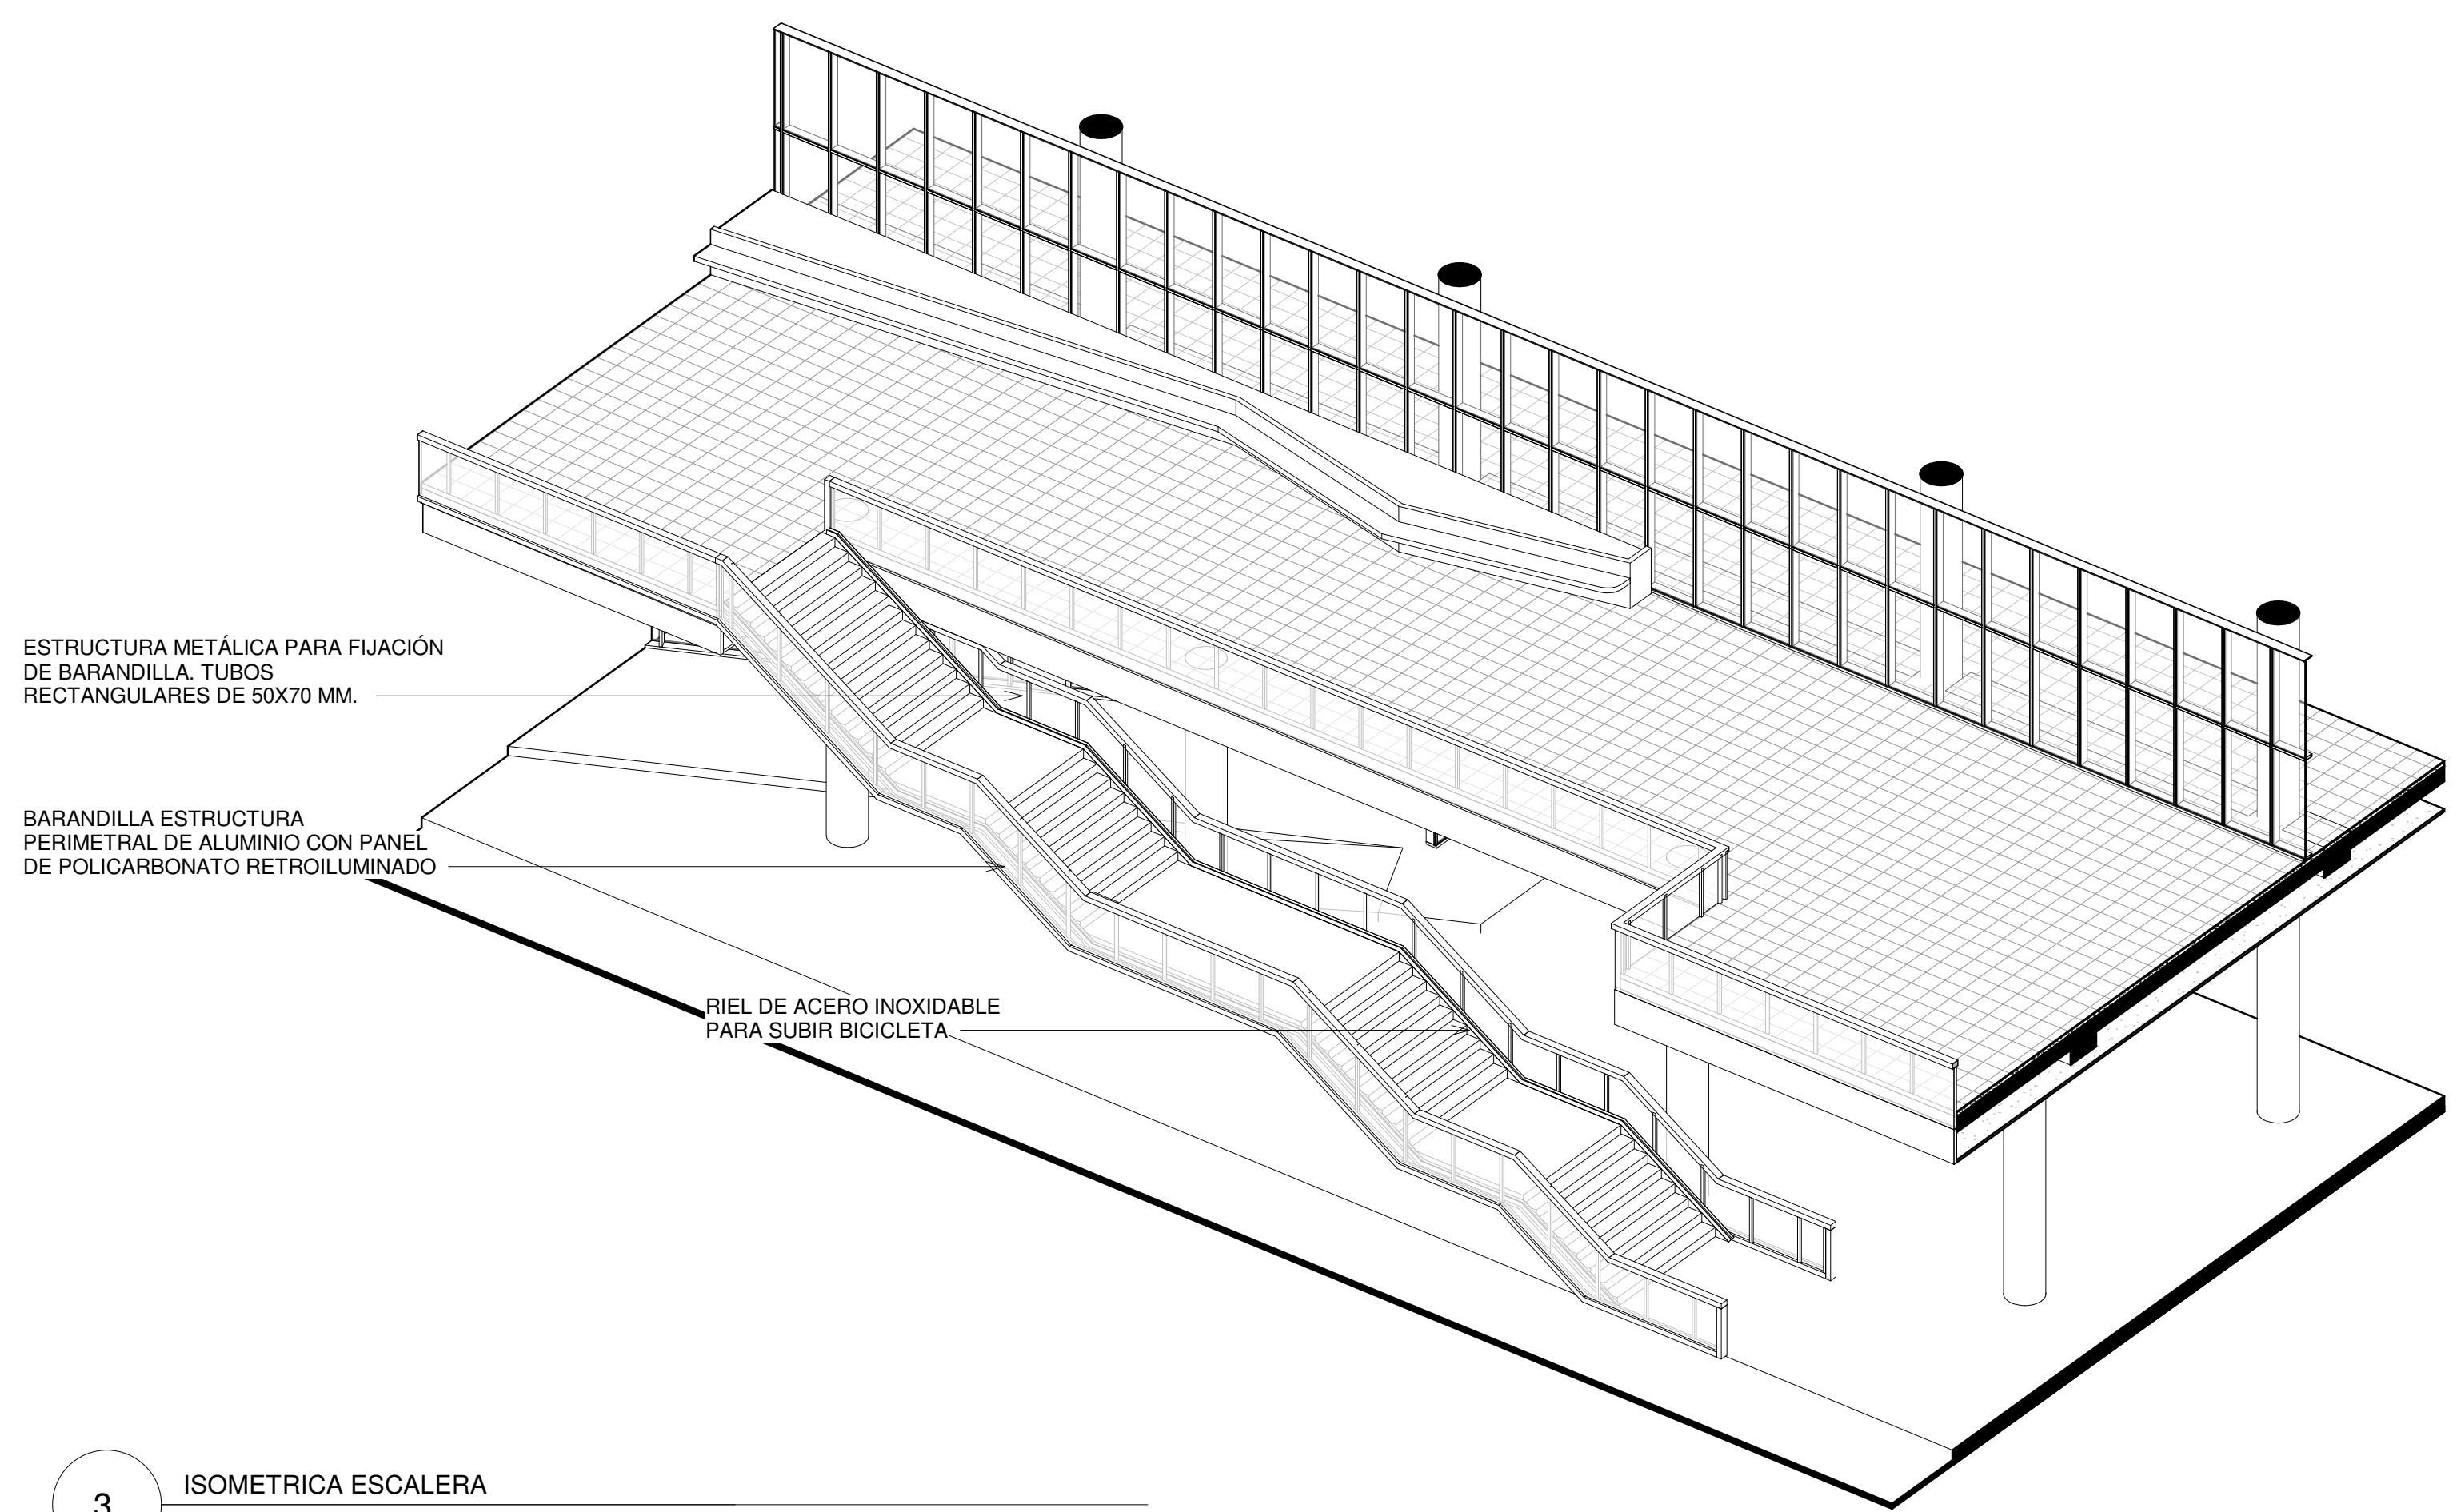 ESTRUCTURA METÁLICA PARA FIJACIÓN
DE BARANDILLA. TUBOS
RECTANGULARES DE 50X70 MM.
BARANDILLA ESTRUCTURA
PERIMETRAL DE ALUMINIO CON PANEL
DE POLICARBONATO RETROILUMINADO
RIEL DE ACERO INOXIDABLE
PARA SUBIR BICICLETA
3
ISOMETRICA ESCALERA